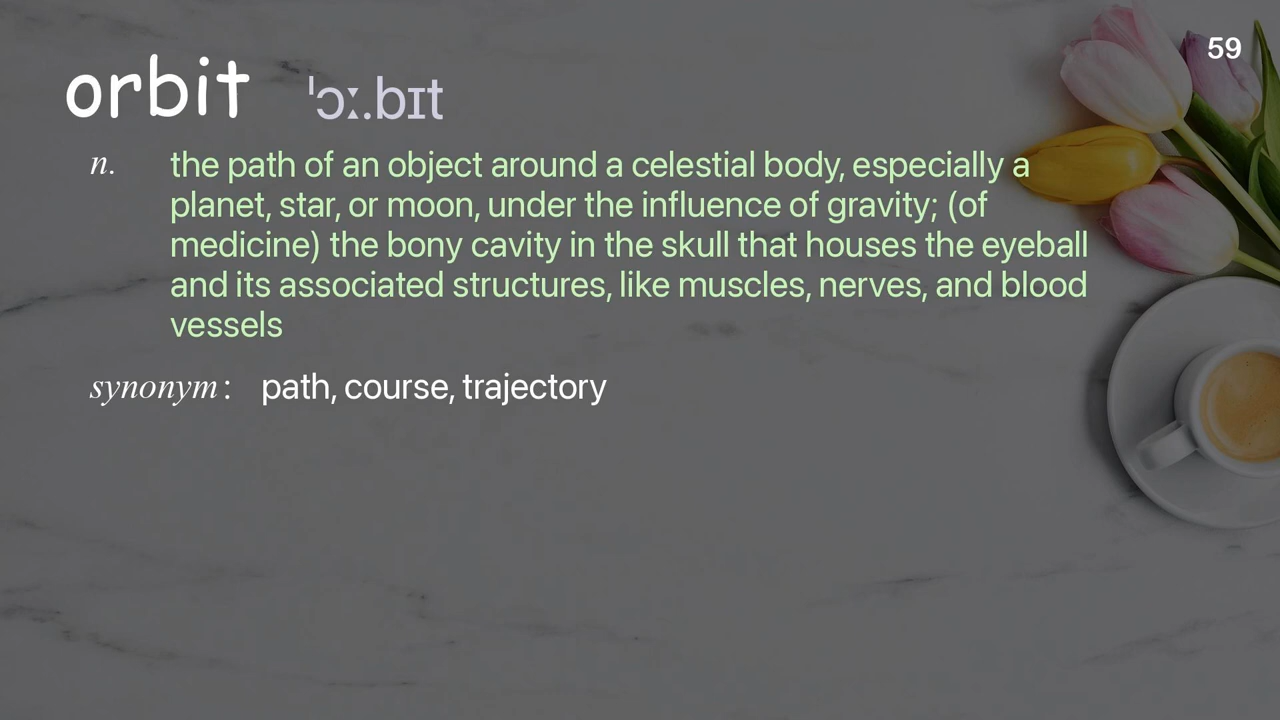 59
orbit ˈɔː.bɪt
n. the path of an object around a celestial body, especially a
planet, star, or moon, under the influence of gravity; (of
medicine) the bony cavity in the skull that houses the eyeball
and its associated structures, like muscles, nerves, and blood
vessels
synonym: path, course, trajectory